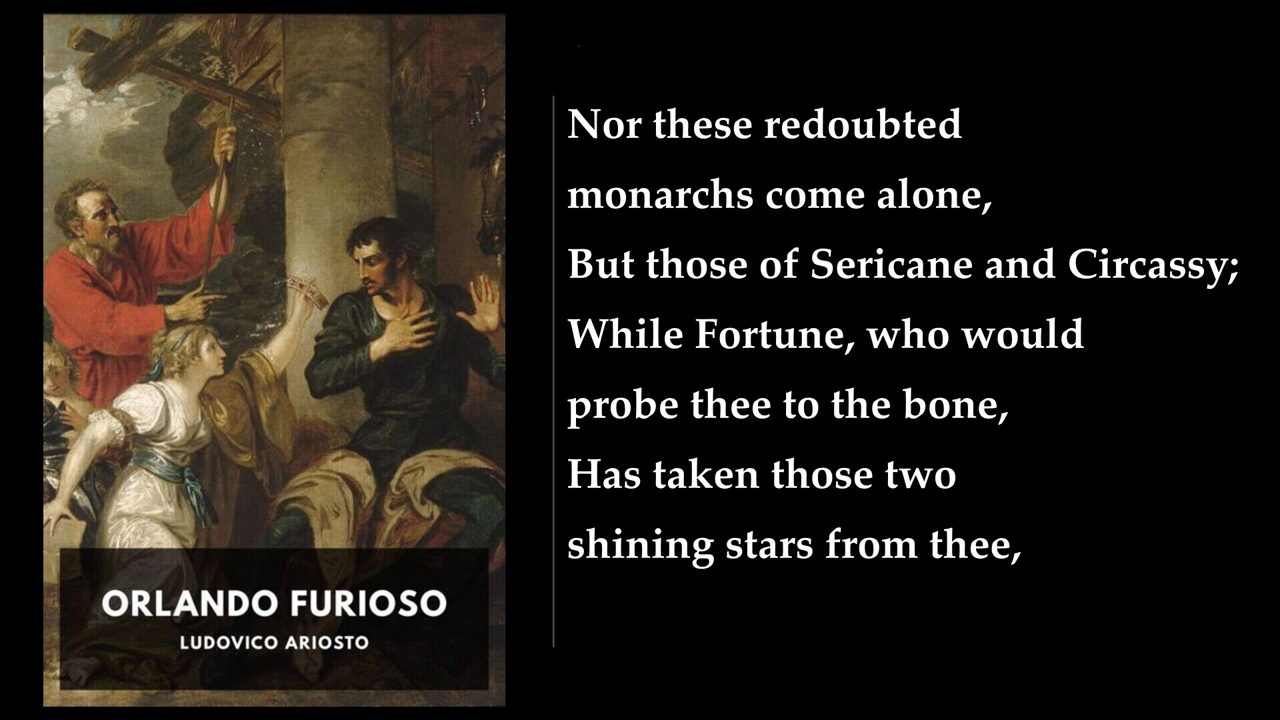 Nor these redoubted
monarchs come alone,
But those of Sericane and Circassy;
While Fortune, who would
probe thee to the bone,
Has taken those two
shining stars from thee,
ORLANDO FURIOSO
LUDOVICO ARIOSTO